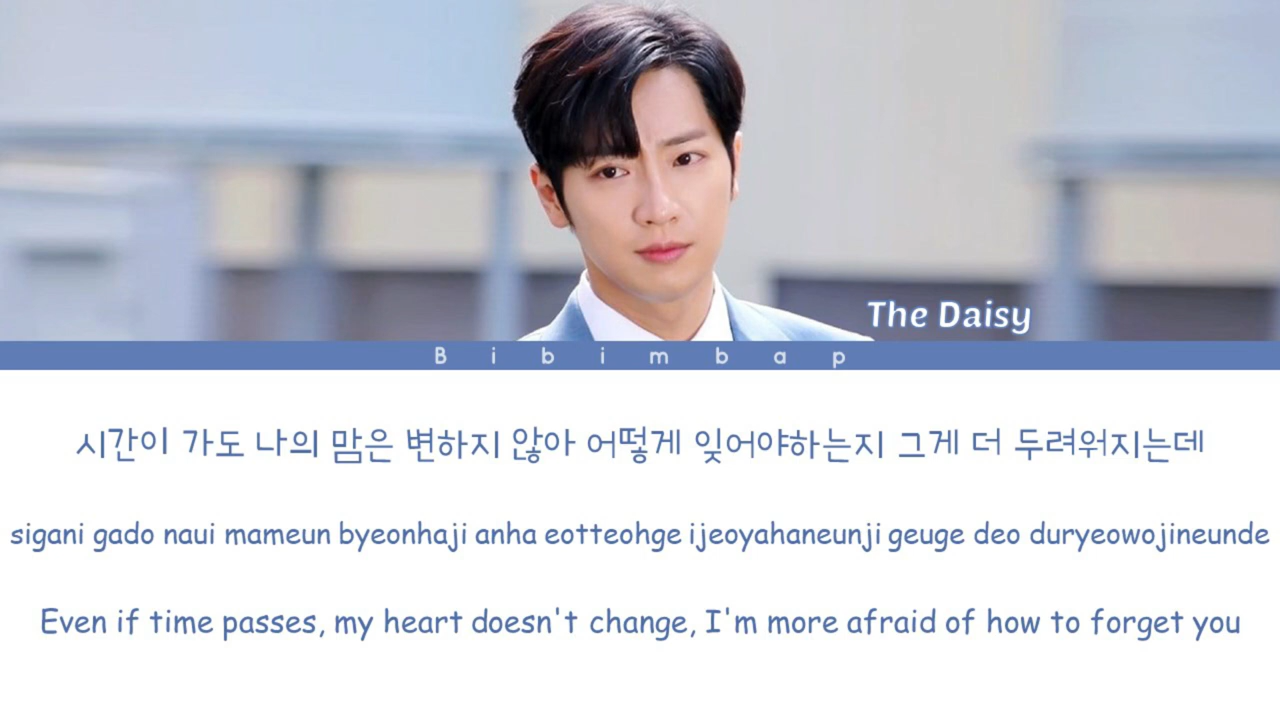 The Daisy
Bibimbap
시간이 가도 나의 맘은 변하지 않아 어떻게 잊어야하는지 그게 더 두려워지는데
sigani gado naui mameun byeonhaji anha eotteohge ijeoyahaneunji geuge deo duryeowojineunde
Even if time passes, my heart doesn't change, I'm more afraid of how to forget you